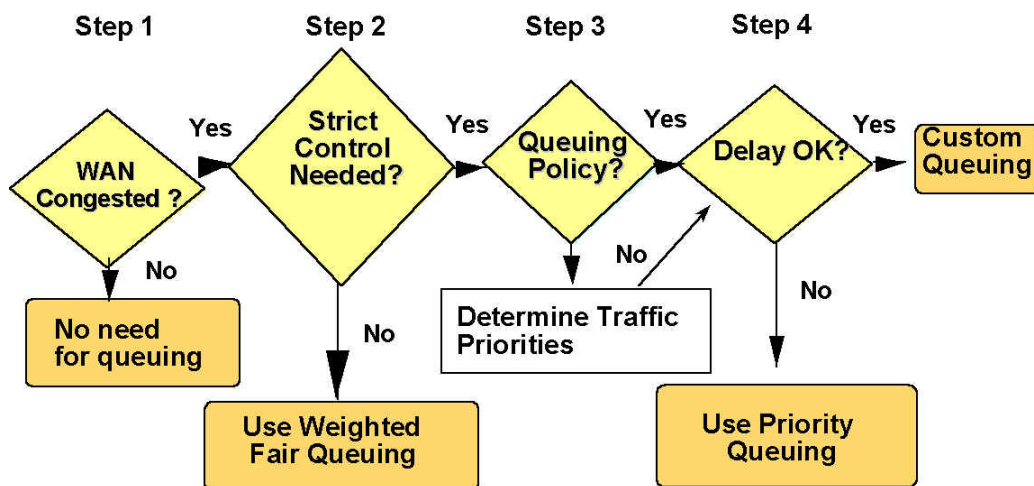 Step 1
Step 2
Step 3
Step 4
WAN
Congested ?
Yes
No
No need
for queuing
Strict
Control
Needed?
Yes
No
Use Weighted
Fair Queuing
Queuing
Policy?
Yes
No
Determine Traffic
Priorities
Delay OK?
Yes
No
Custom
Queuing
Use Priority
Queuing